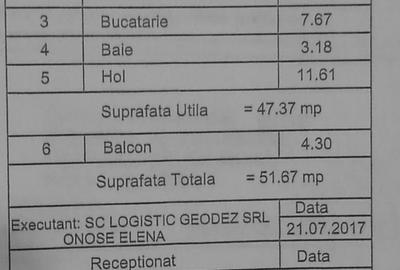 3 Bucatarie 7.67
4 Baie 3.18
5 Hol 11.61
Suprafata Utila = 47.37 mp
6 Balcon 4.30
Suprafata Totala = 51.67 mp
Executant: SC LOGISTIC GEODEZ SRL Data
ONOSE ELENA 21.07.2017
Receptionat Data